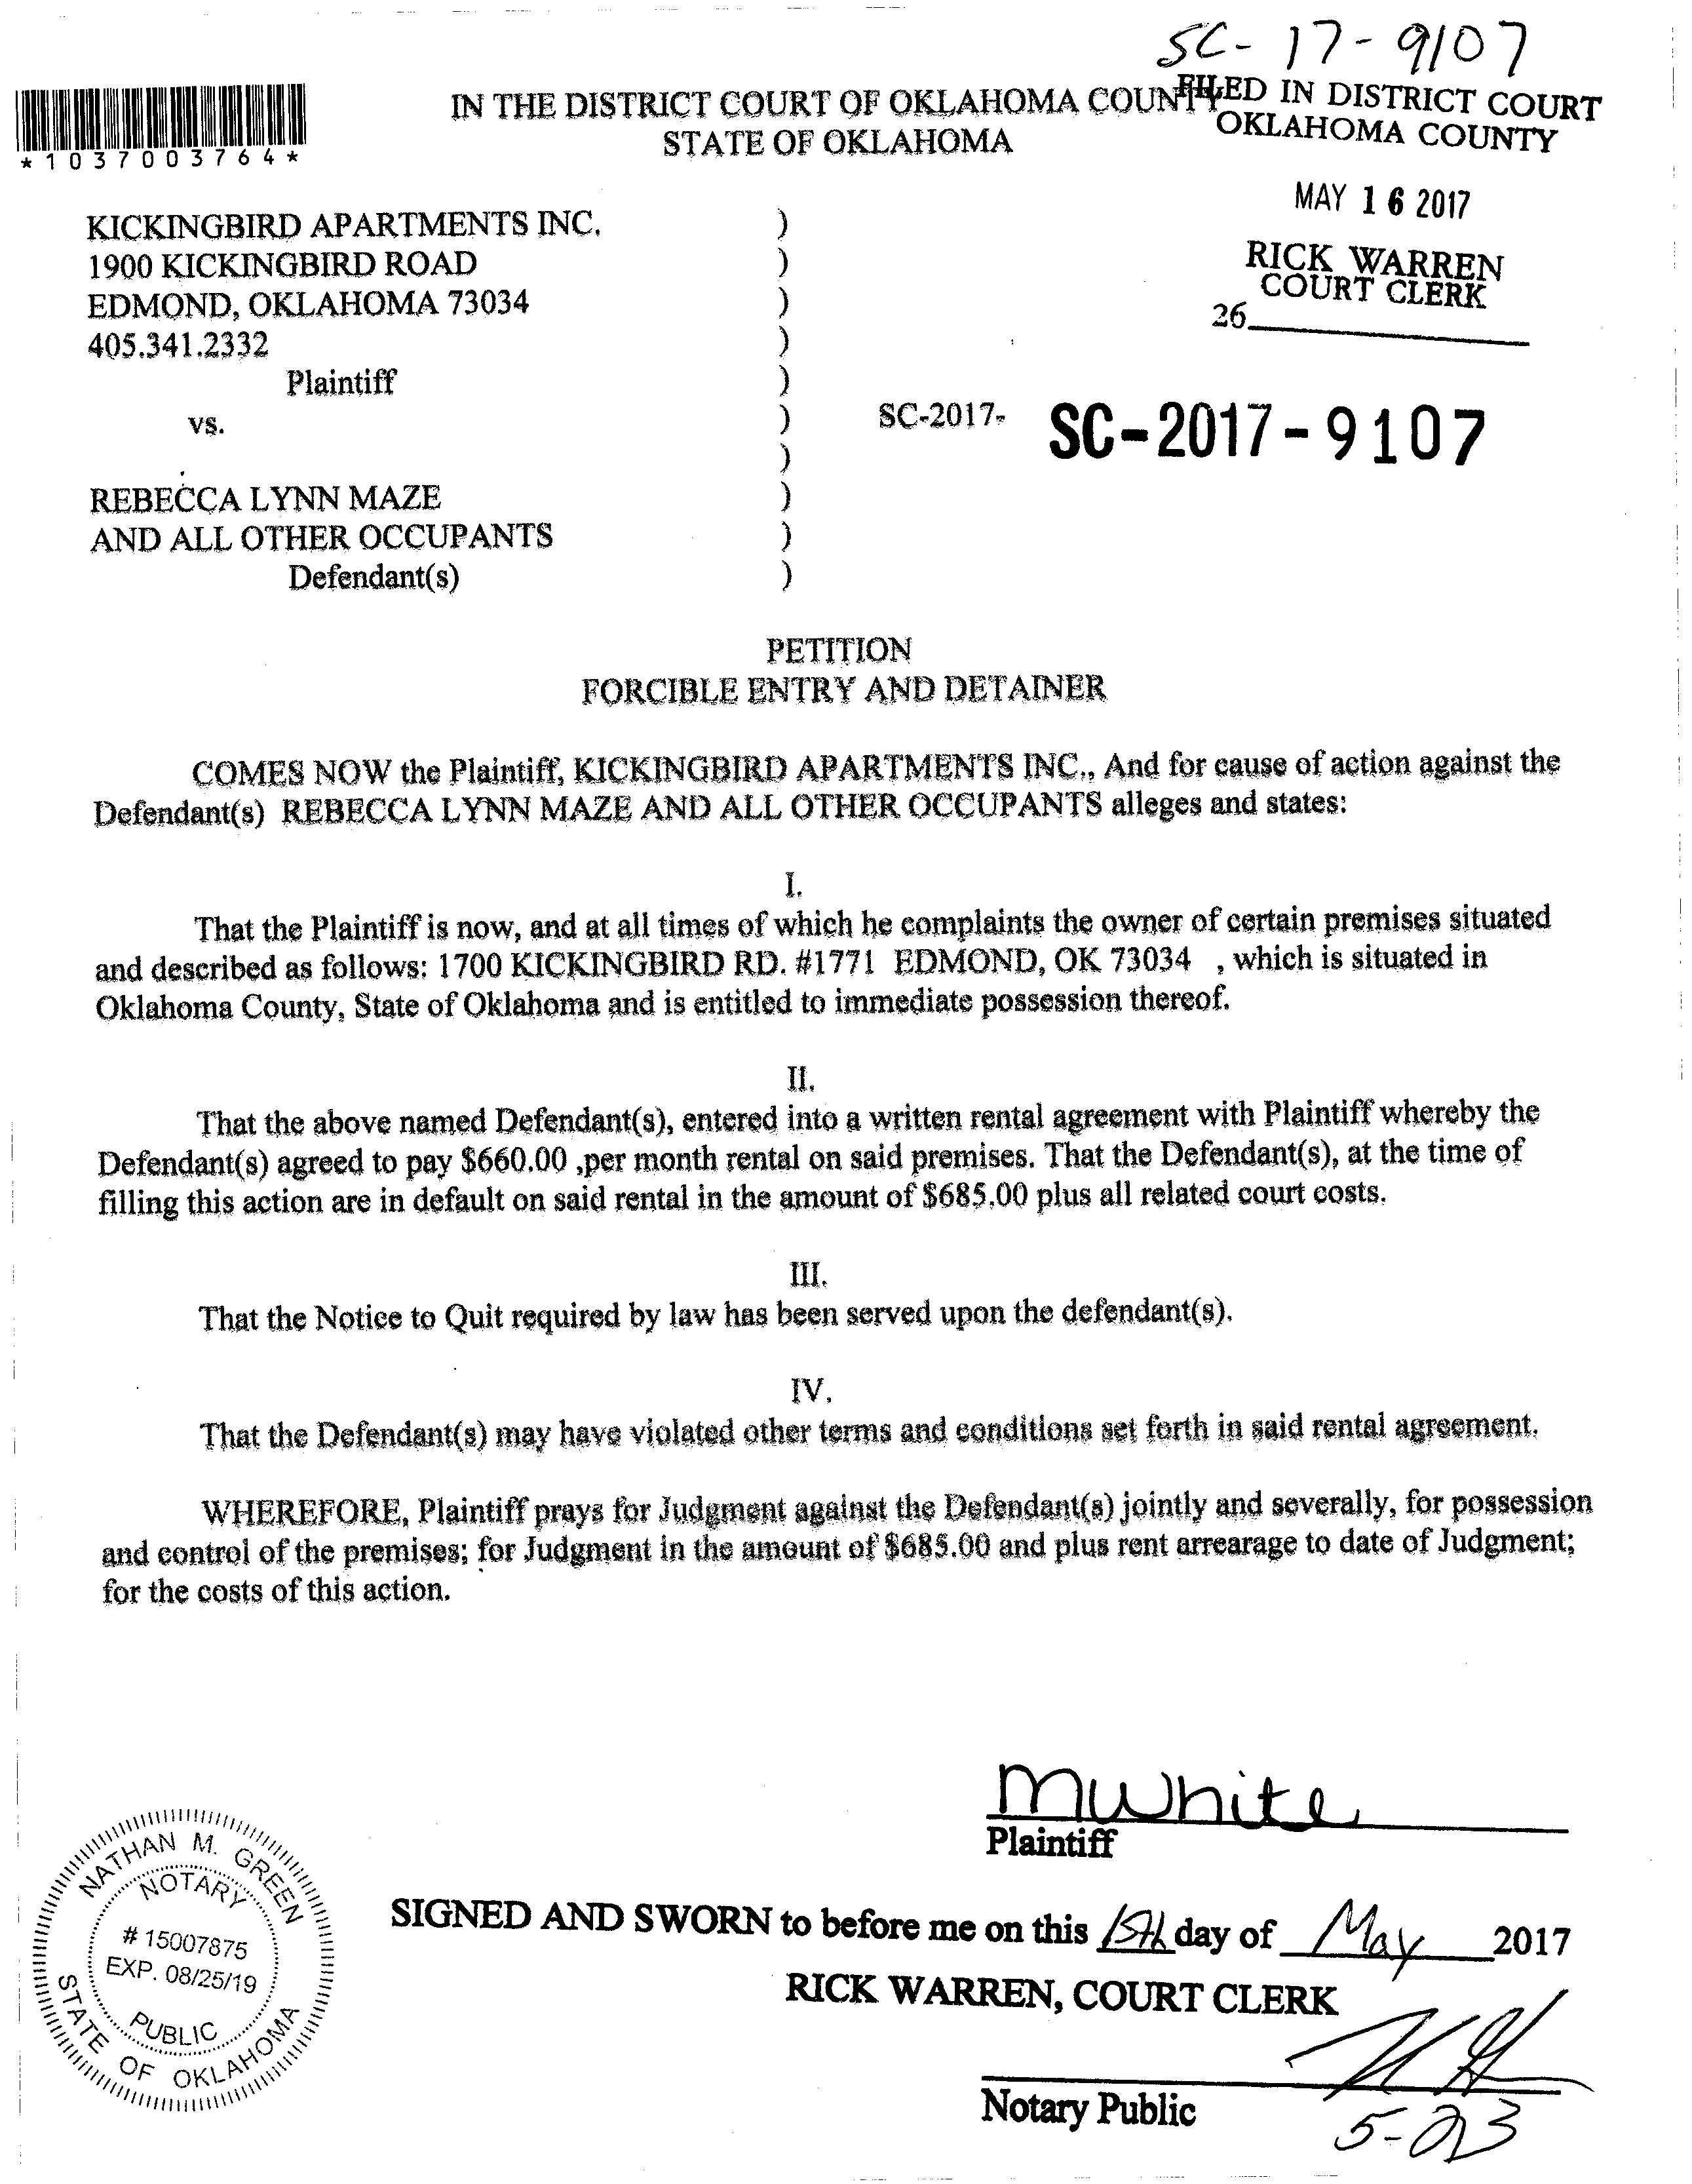 SC-17-9107
*1037003764*
IN THE DISTRICT COURT OF OKLAHOMA COUNTY
STATE OF OKLAHOMA
FILED IN DISTRICT COURT
OKLAHOMA COUNTY
MAY 16 2017
RICK WARREN
COURT CLERK
26
KICKINGBIRD APARTMENTS INC.
1900 KICKINGBIRD ROAD
EDMOND, OKLAHOMA 73034
405.341.2332
Plaintiff
vs.
SC-2017- SC-2017-9107
REBECCA LYNN MAZE
AND ALL OTHER OCCUPANTS
Defendant(s)
)
)
)
)
)
)
)
)
)
)
PETITION
FORCIBLE ENTRY AND DETAINER
COMES NOW the Plaintiff, KICKINGBIRD APARTMENTS INC., And for cause of action against the
Defendant(s) REBECCA LYNN MAZE AND ALL OTHER OCCUPANTS alleges and states:
I.
That the Plaintiff is now, and at all times of which he complaints the owner of certain premises situated
and described as follows: 1700 KICKINGBIRD RD. #1771 EDMOND, OK 73034 , which is situated in
Oklahoma County, State of Oklahoma and is entitled to immediate possession thereof.
II.
That the above named Defendant(s), entered into a written rental agreement with Plaintiff whereby the
Defendant(s) agreed to pay $660.00 ,per month rental on said premises. That the Defendant(s), at the time of
filling this action are in default on said rental in the amount of $685.00 plus all related court costs.
III.
That the Notice to Quit required by law has been served upon the defendant(s).
IV.
That the Defendant(s) may have violated other terms and conditions set forth in said rental agreement.
WHEREFORE, Plaintiff prays for Judgment against the Defendant(s) jointly and severally, for possession
and control of the premises; for Judgment in the amount of $685.00 and plus rent arrearage to date of Judgment;
for the costs of this action.
MWhite
Plaintiff
SIGNED AND SWORN to before me on this 15th day of May 2017
RICK WARREN, COURT CLERK
Notary Public
5-23
NATHAN M. GREEN
NOTARY
# 15007875
EXP. 08/25/19
PUBLIC
STATE OF OKLAHOMA